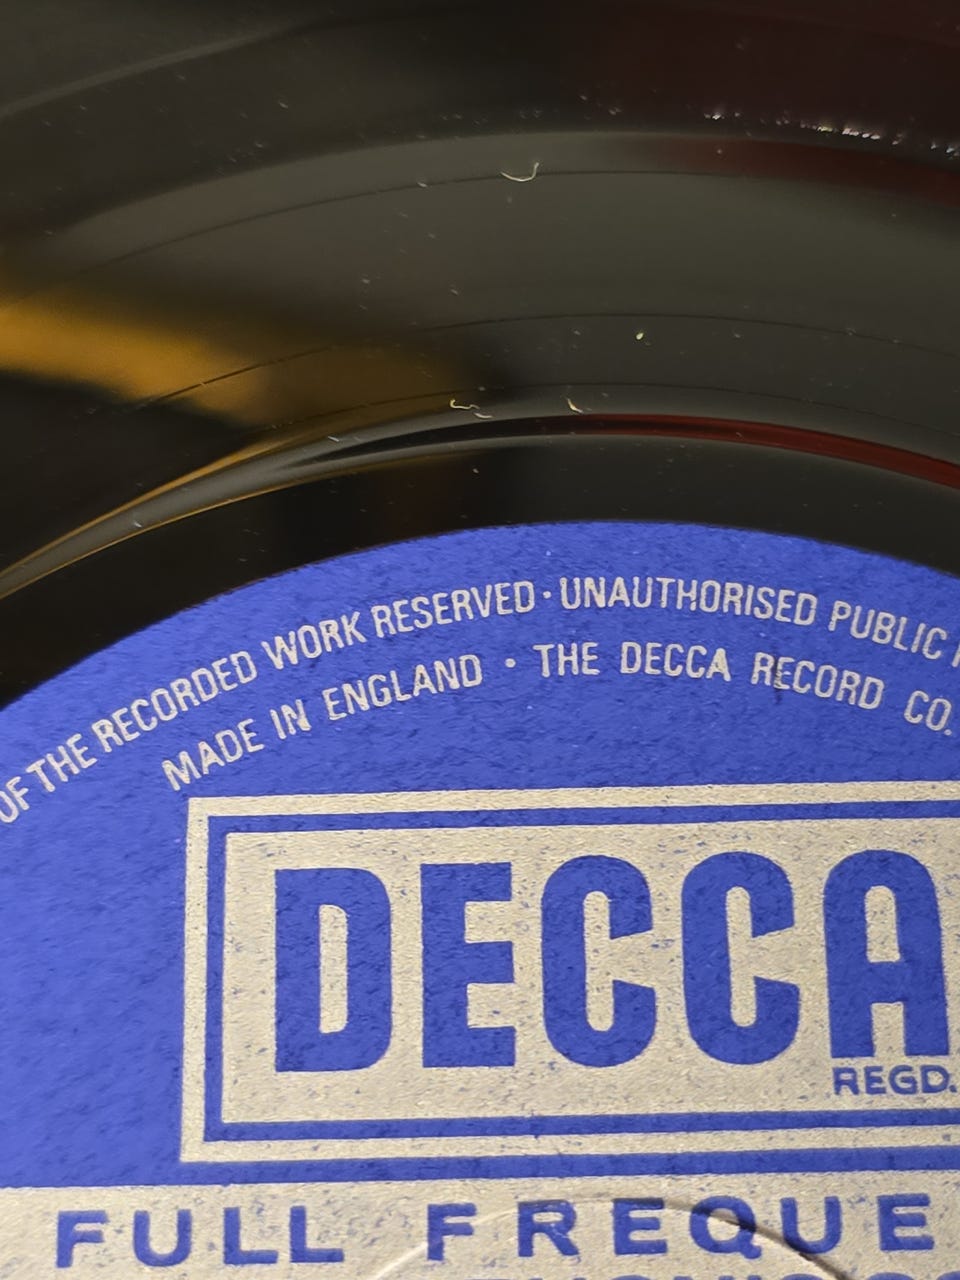 OF THE RECORDED WORK RESERVED · UNAUTHORISED PUBLIC
MADE IN ENGLAND · THE DECCA RECORD CO.
DECCA
REGD.
FULL FREQUE